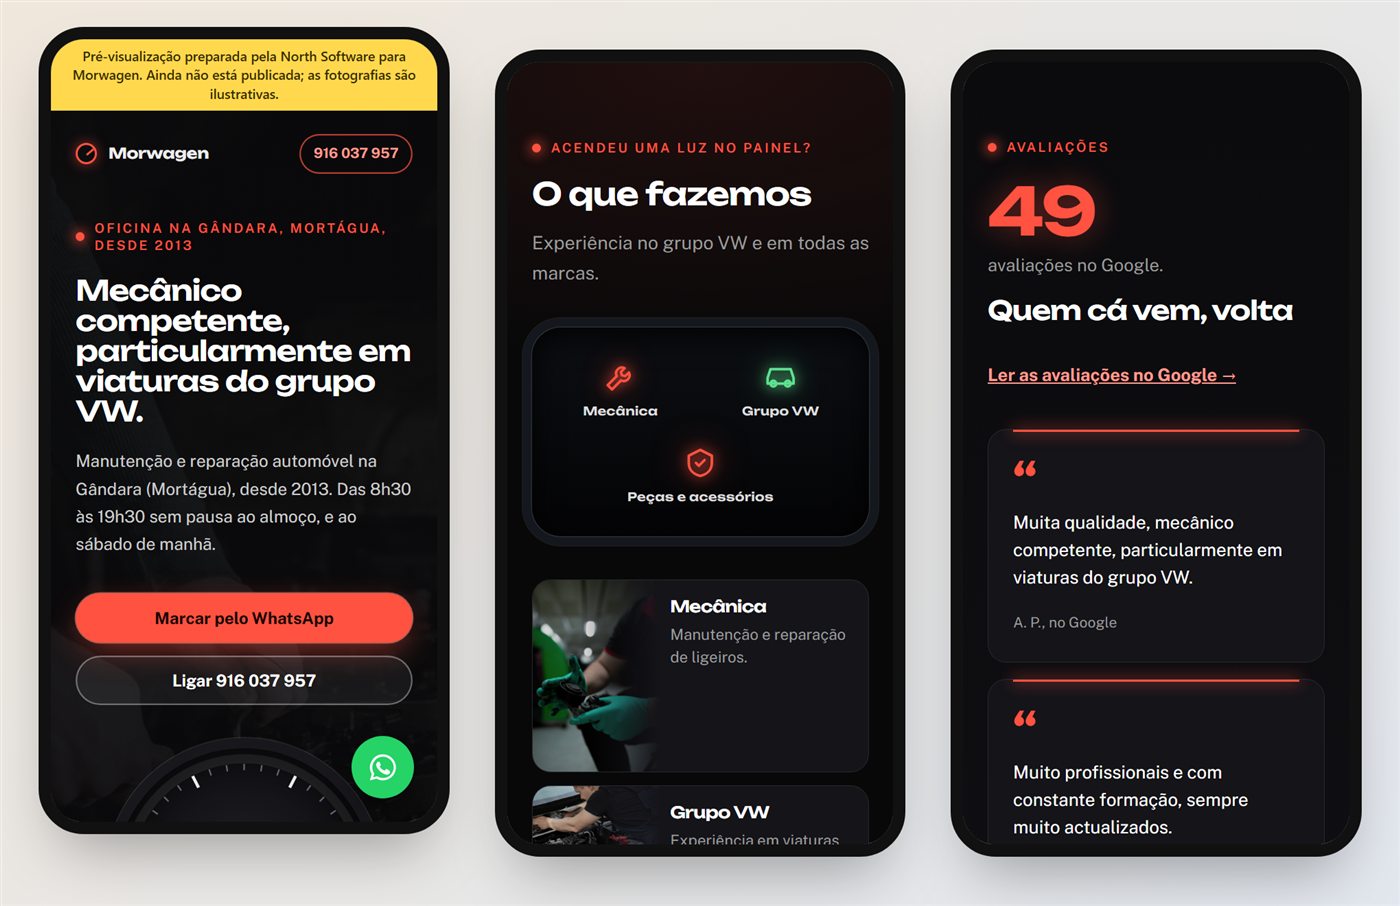 Pré-visualização preparada pela North Software para
Morwagen. Ainda não está publicada; as fotografias são
ilustrativas.
Morwagen
916 037 957
OFICINA NA GÂNDARA, MORTÁGUA,
DESDE 2013
Mecânico
competente,
particularmente em
viaturas do grupo
VW.
Manutenção e reparação automóvel na
Gândara (Mortágua), desde 2013. Das 8h30
às 19h30 sem pausa ao almoço, e ao
sábado de manhã.
Marcar pelo WhatsApp
Ligar 916 037 957
ACENDEU UMA LUZ NO PAINEL?
O que fazemos
Experiência no grupo VW e em todas as
marcas.
Mecânica
Grupo VW
Peças e acessórios
Mecânica
Manutenção e reparação
de ligeiros.
Grupo VW
Experiência em viaturas
AVALIAÇÕES
49
avaliações no Google.
Quem cá vem, volta
Ler as avaliações no Google →
“
Muita qualidade, mecânico
competente, particularmente em
viaturas do grupo VW.
A. P., no Google
“
Muito profissionais e com
constante formação, sempre
muito actualizados.